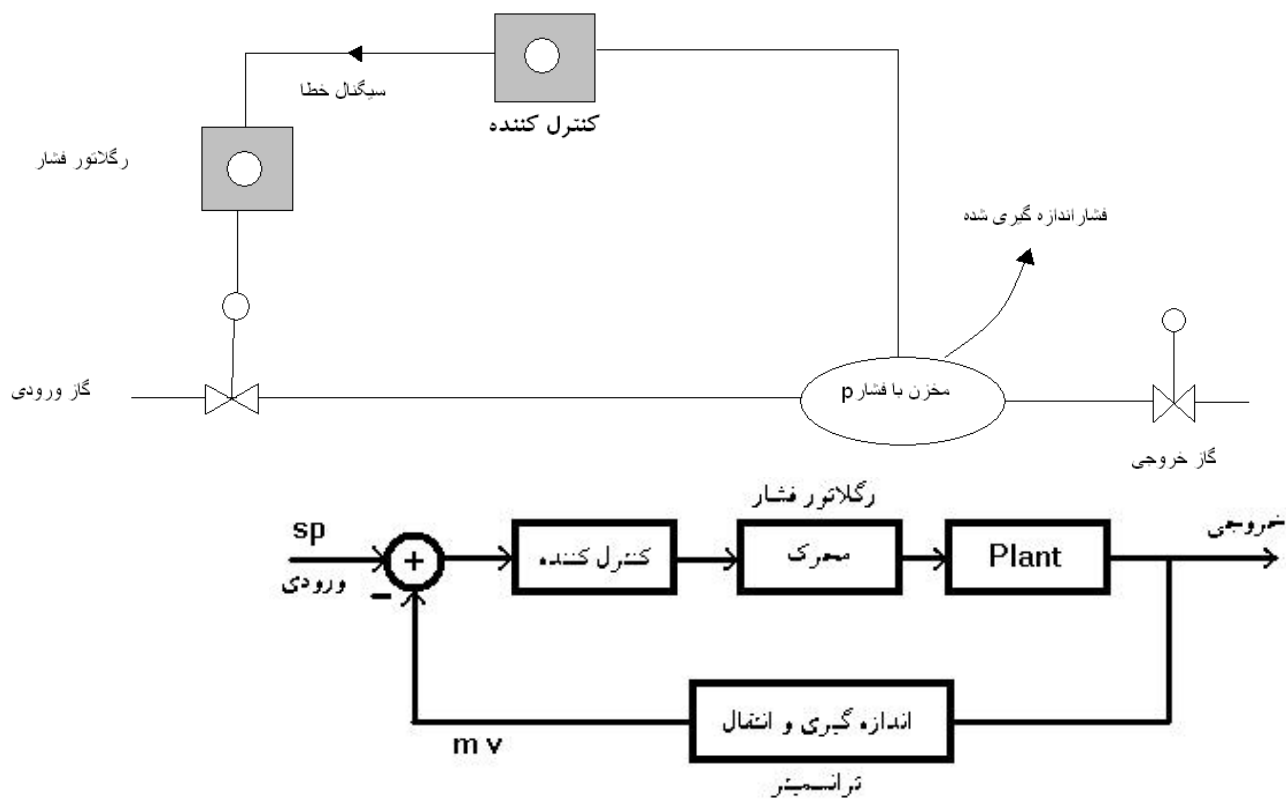 سیگنال خطا
کنترل کننده
رگلاتور فشار
فشار اندازه گیری شده
گاز ورودی
مخزن با فشار p
گاز خروجی
رگلاتور فشار
sp
ورودی
+
−
کنترل کننده
محرک
Plant
خروجی
اندازه گیری و انتقال
m v
ترانسمیتر